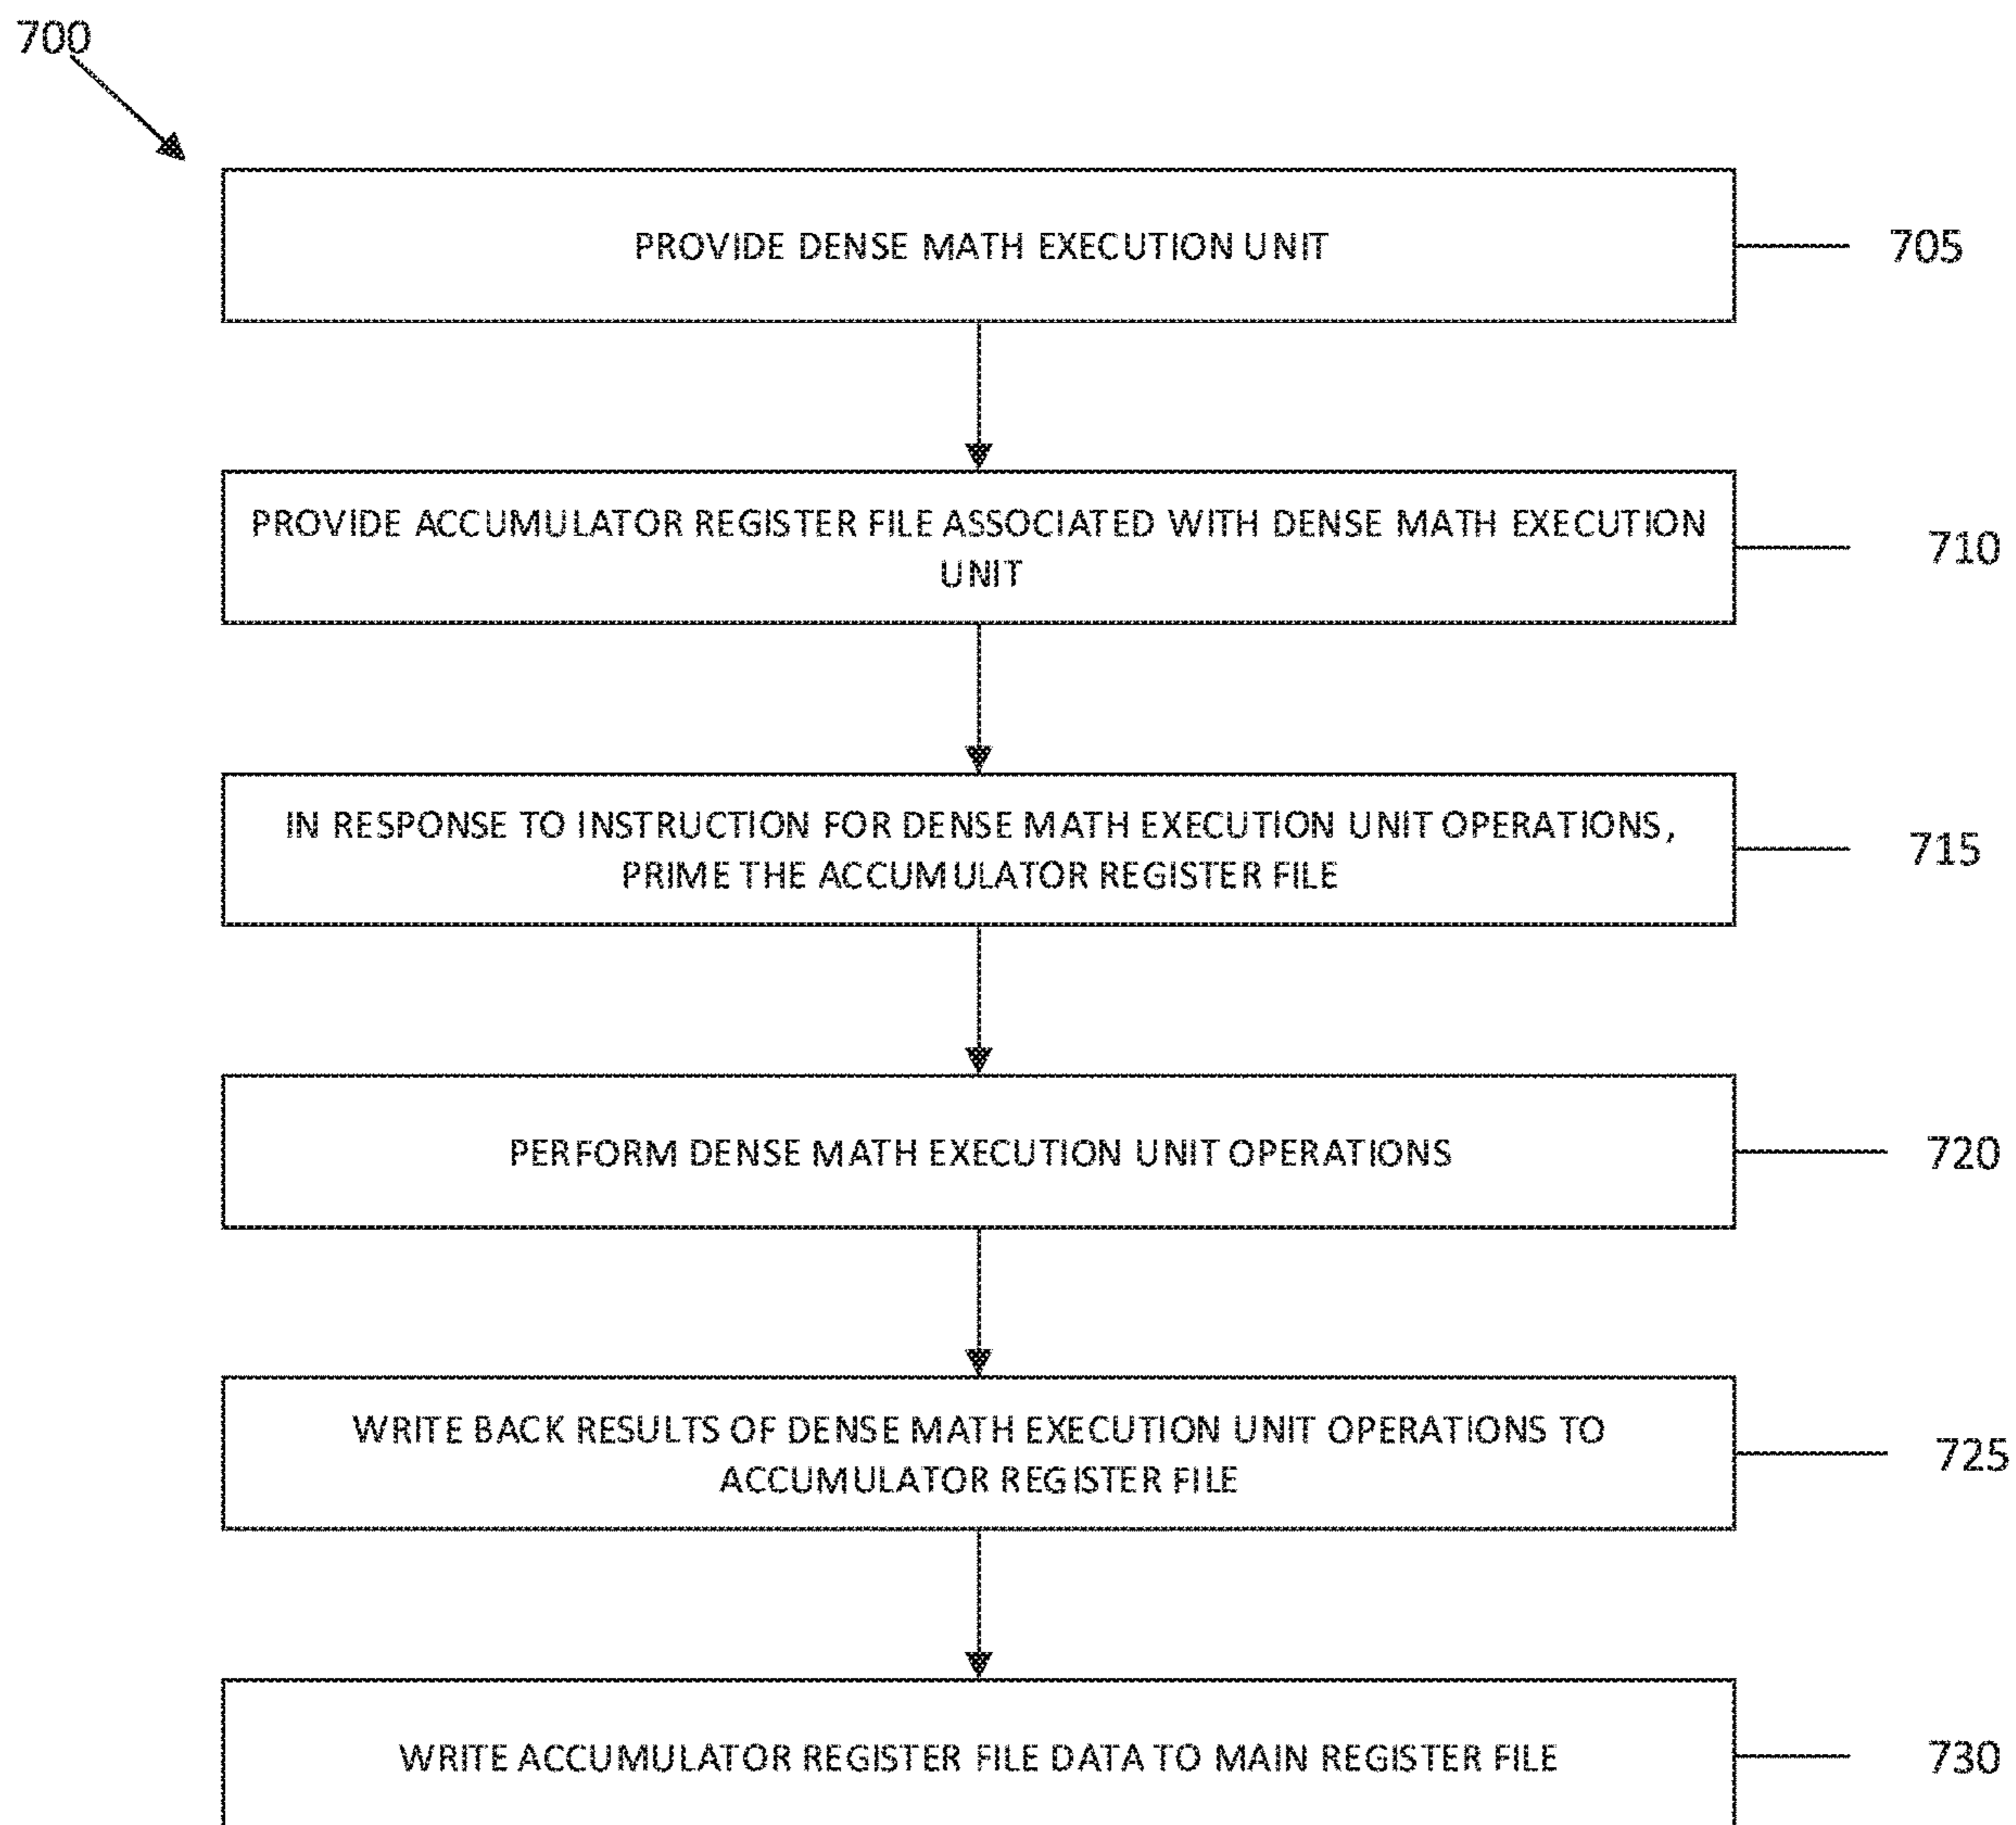 700
PROVIDE DENSE MATH EXECUTION UNIT
705
PROVIDE ACCUMULATOR REGISTER FILE ASSOCIATED WITH DENSE MATH EXECUTION
UNIT
710
IN RESPONSE TO INSTRUCTION FOR DENSE MATH EXECUTION UNIT OPERATIONS,
PRIME THE ACCUMULATOR REGISTER FILE
715
PERFORM DENSE MATH EXECUTION UNIT OPERATIONS
720
WRITE BACK RESULTS OF DENSE MATH EXECUTION UNIT OPERATIONS TO
ACCUMULATOR REGISTER FILE
725
WRITE ACCUMULATOR REGISTER FILE DATA TO MAIN REGISTER FILE
730